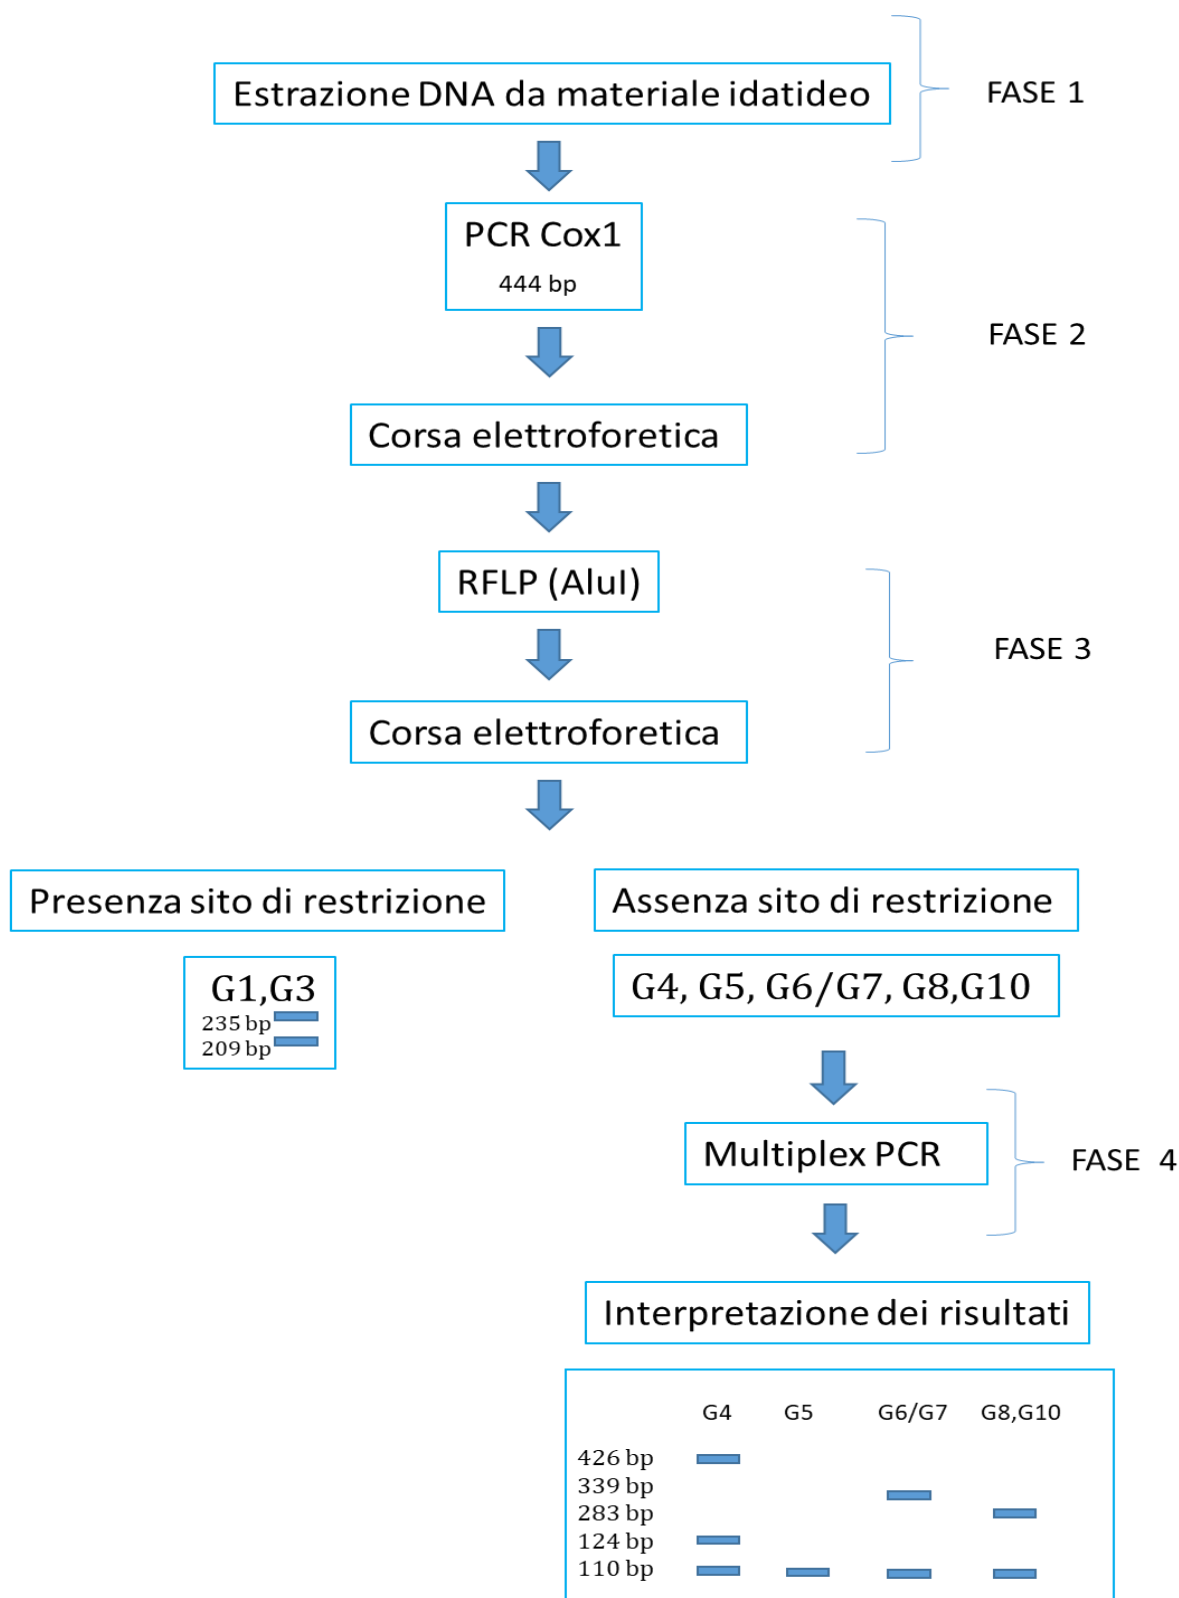 Estrazione DNA da materiale idatideo
FASE 1
PCR Cox1
444 bp
FASE 2
Corsa elettroforetica
RFLP (AluI)
FASE 3
Corsa elettroforetica
Presenza sito di restrizione
Assenza sito di restrizione
G1,G3
235 bp
209 bp
G4, G5, G6/G7, G8,G10
Multiplex PCR
FASE 4
Interpretazione dei risultati
G4 G5 G6/G7 G8,G10
426 bp
339 bp
283 bp
124 bp
110 bp